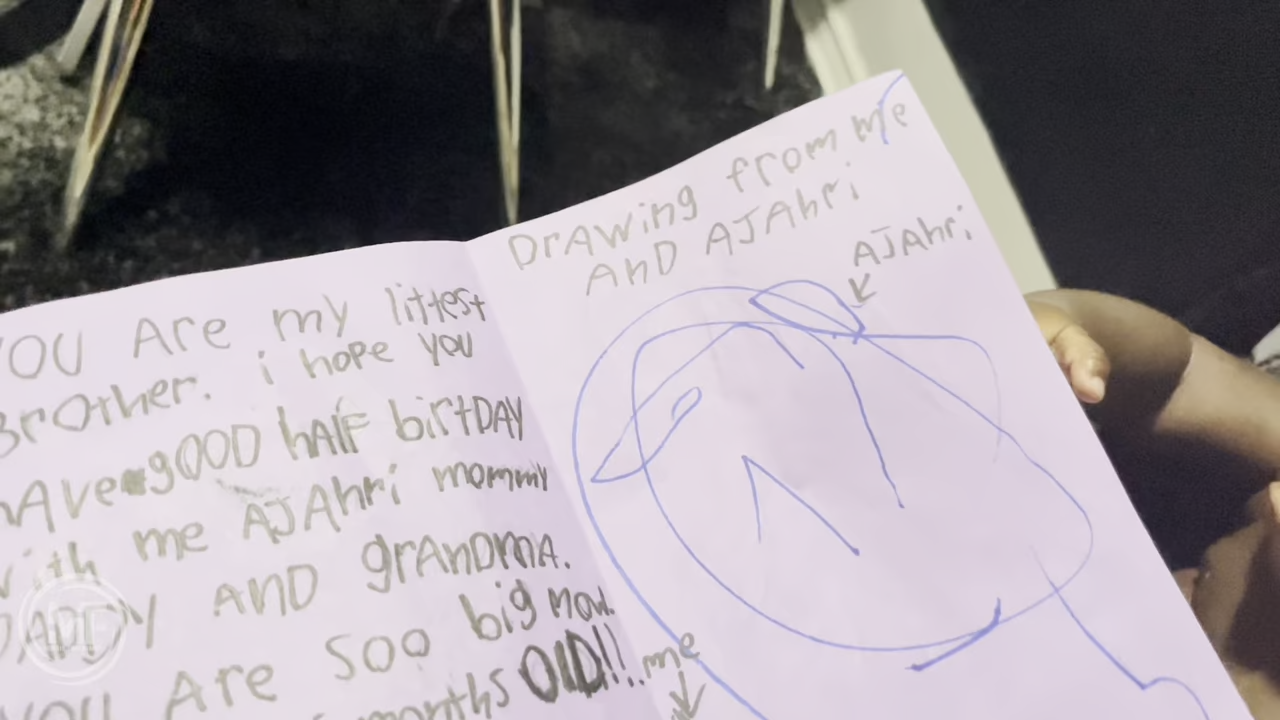 YOU Are my littest
Brother. i hope you
HAve gOOD hAlF birtDAY
with me AJAhri mommy
DADDY AND grAnDmA.
YOU Are soo big now.
months OlD!!
DrAWing from me
AnD AJAhri
AJAhri
me